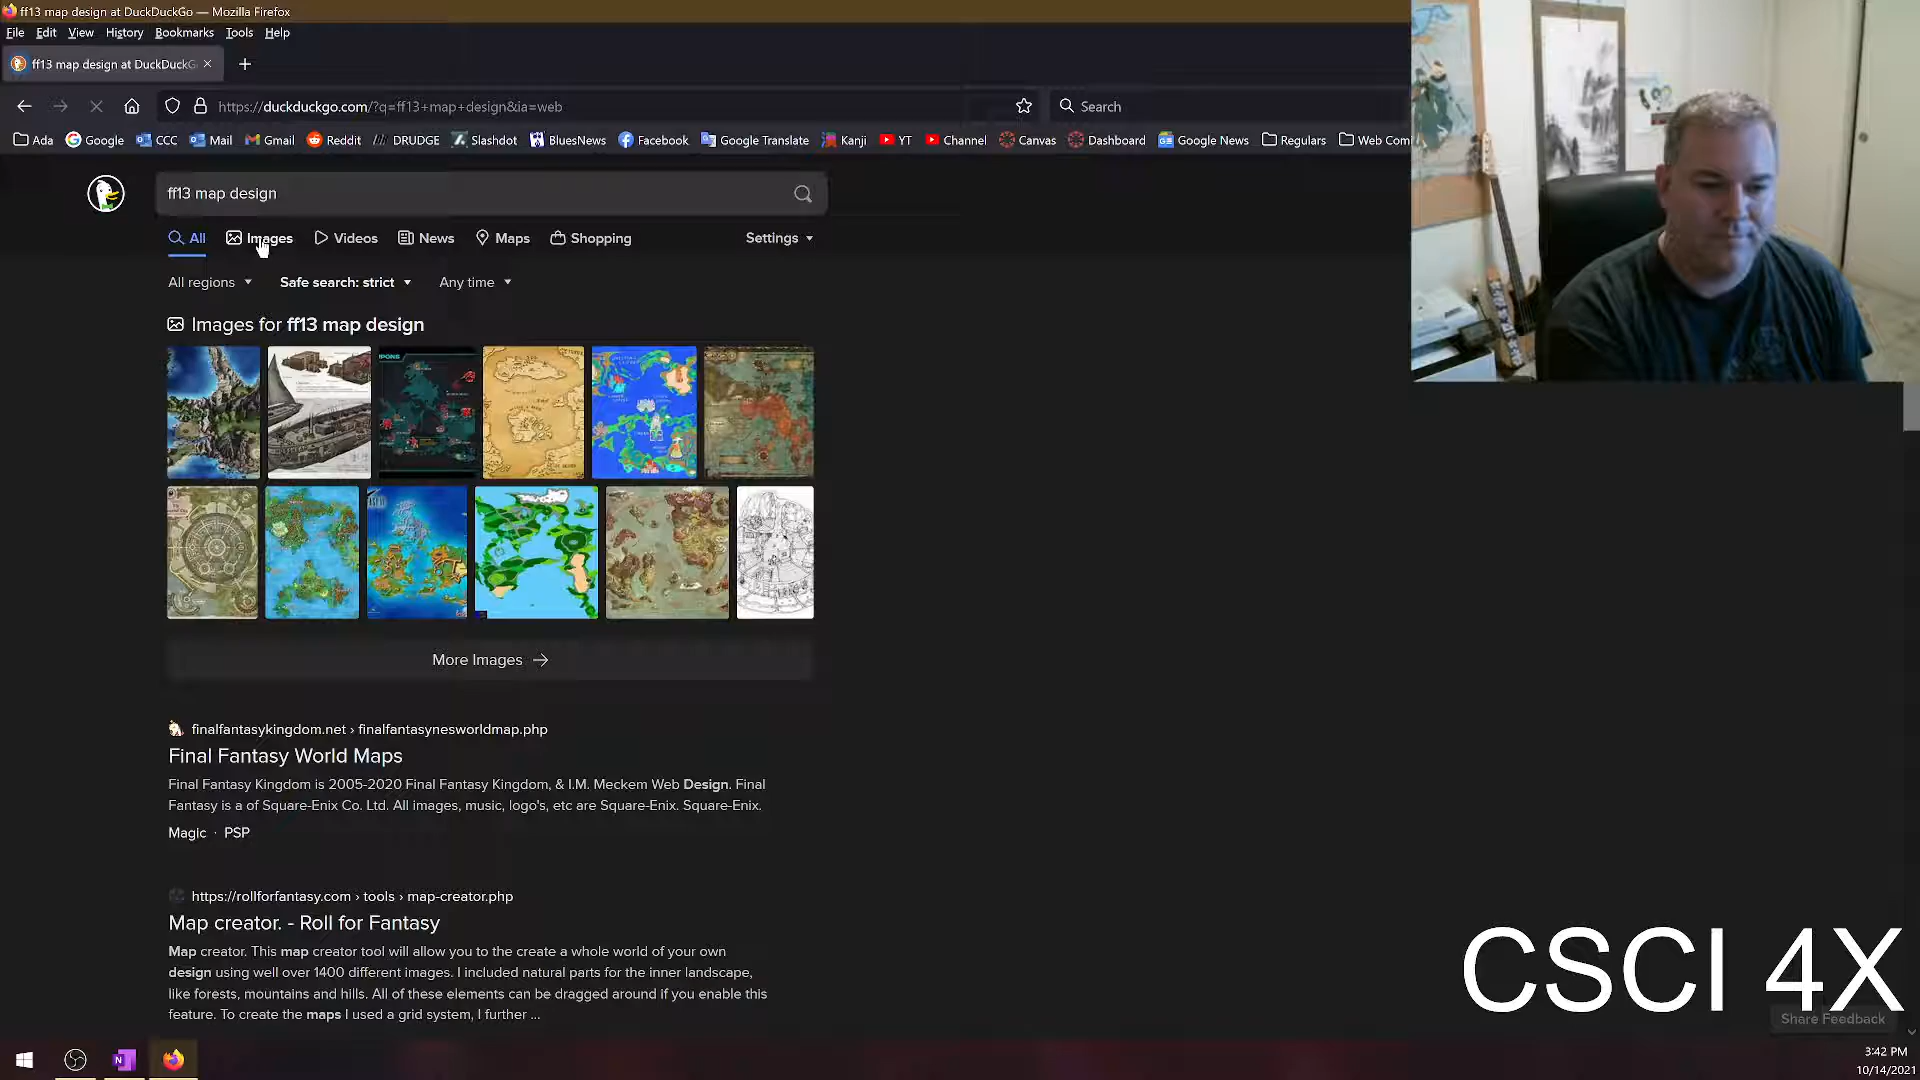 ff13 map design at DuckDuckGo — Mozilla Firefox
File Edit View History Bookmarks Tools Help
ff13 map design at DuckDuckG
https://duckduckgo.com/?q=ff13+map+design&ia=web
Search
Ada Google CCC Mail Gmail Reddit DRUDGE Slashdot BluesNews Facebook Google Translate Kanji YT Channel Canvas Dashboard Google News Regulars Web Comi
ff13 map design
All Images Videos News Maps Shopping Settings
All regions Safe search: strict Any time
Images for ff13 map design
More Images
finalfantasykingdom.net › finalfantasynesworldmap.php
Final Fantasy World Maps
Final Fantasy Kingdom is 2005-2020 Final Fantasy Kingdom, & I.M. Meckem Web Design. Final
Fantasy is a of Square-Enix Co. Ltd. All images, music, logo's, etc are Square-Enix. Square-Enix.
Magic · PSP
https://rollforfantasy.com › tools › map-creator.php
Map creator. - Roll for Fantasy
Map creator. This map creator tool will allow you to the create a whole world of your own
design using well over 1400 different images. I included natural parts for the inner landscape,
like forests, mountains and hills. All of these elements can be dragged around if you enable this
feature. To create the maps I used a grid system, I further ...
CSCI 4X
Share Feedback
3:42 PM
10/14/2021